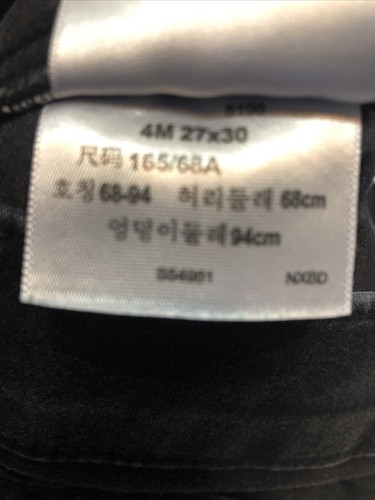 4M 27x30
尺码 165/68A
호칭 68-94 허리둘레 68cm
엉덩이둘레 94cm
NXBD